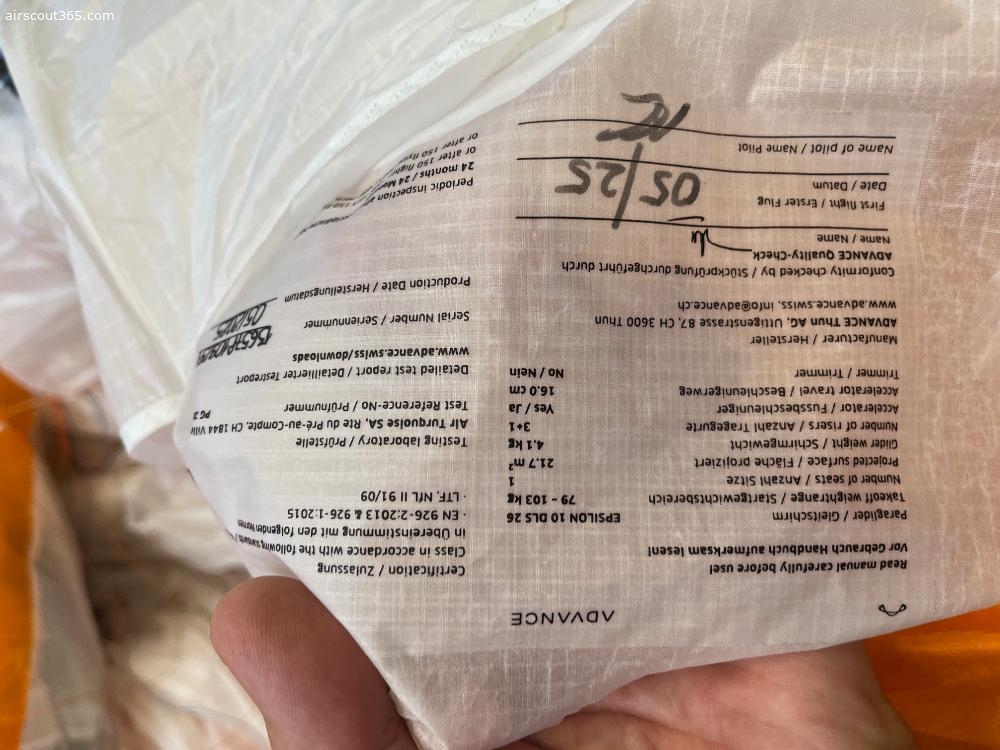 airscout365.com
ADVANCE
Read manual carefully before use!
Vor Gebrauch Handbuch aufmerksam lesen!
Paraglider / Gleitschirm EPSILON 10 DLS 26
Takeoff weightrange / Startgewichtsbereich 79 - 103 kg
Number of seats / Anzahl Sitze 1
Projected surface / Fläche projiziert 21.7 m²
Glider weight / Schirmgewicht 4.1 kg
Number of risers / Anzahl Tragegurte 3+1
Accelerator / Fussbeschleuniger Yes / Ja
Accelerator travel / Beschleunigerweg 16.0 cm
Trimmer / Trimmer No / Nein
Manufacturer / Hersteller
ADVANCE Thun AG, Uttigenstrasse 87, CH 3600 Thun
www.advance.swiss, info@advance.ch
Conformity checked by / Stückprüfung durchgeführt durch
ADVANCE Quality-Check
Name / Name
First flight / Erster Flug
Date / Datum 05/25
Name of pilot / Name Pilot
Certification / Zulassung
Class in accordance with the following standards /
in Übereinstimmung mit den folgenden Normen
· EN 926-2:2013 & 926-1:2015
· LTF, NfL II 91/09
Testing laboratory / Prüfstelle
Air Turquoise SA, Rte du Pré-au-Compte, CH 1844
Test Reference-No / Prüfnummer PG
Detailed test report / Detaillierter Testreport
www.advance.swiss/downloads
Serial Number / Seriennummer
Production Date / Herstellungsdatum 05/2025
Periodic inspection
24 months / 24
or after 150
or after 150